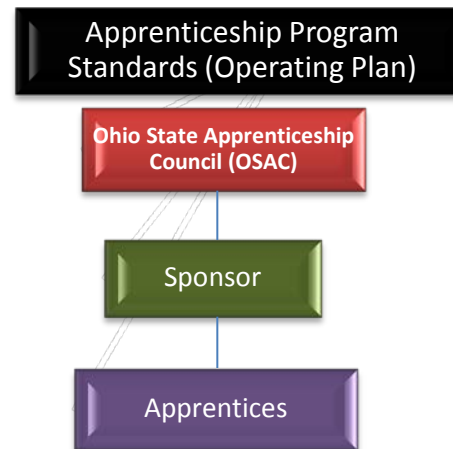 Apprenticeship Program
Standards (Operating Plan)
Ohio State Apprenticeship
Council (OSAC)
Sponsor
Apprentices